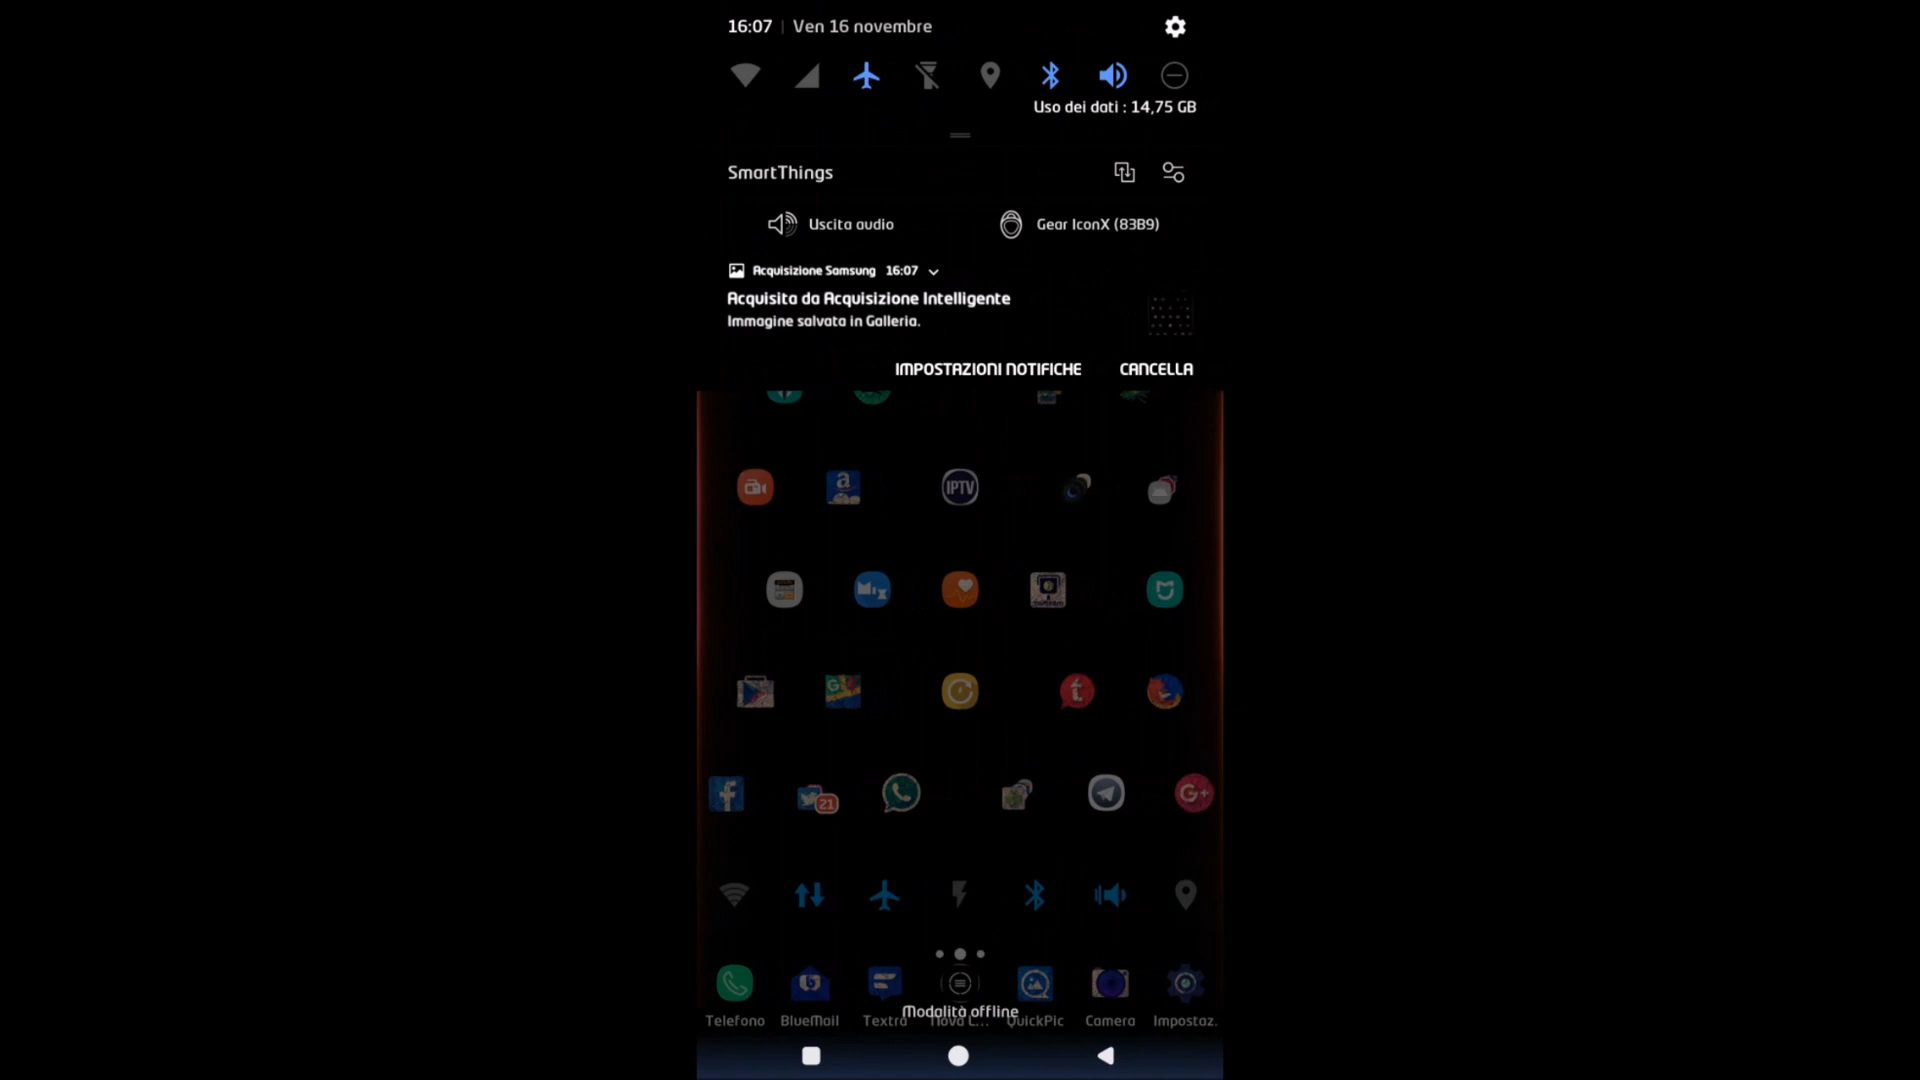 16:07 | Ven 16 novembre
Uso dei dati : 14,75 GB
SmartThings
Uscita audio
Gear IconX (83B9)
Acquisizione Samsung 16:07
Acquisita da Acquisizione Intelligente
Immagine salvata in Galleria.
IMPOSTAZIONI NOTIFICHE CANCELLA
a
IPTV
G+
21
Modalità offline
Telefono BlueMail Textra Nova L... QuickPic Camera Impostaz.